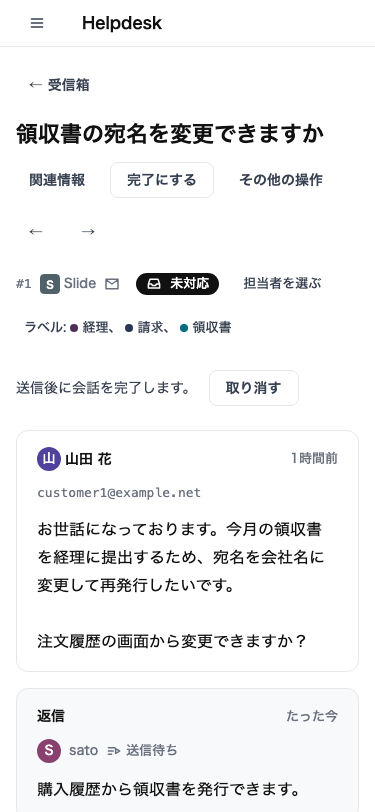 Helpdesk
← 受信箱
領収書の宛名を変更できますか
関連情報 完了にする その他の操作
← →
#1 S Slide 未対応 担当者を選ぶ
ラベル: 経理、 請求、 領収書
送信後に会話を完了します。 取り消す
山 山田 花 1時間前
customer1@example.net
お世話になっております。今月の領収書
を経理に提出するため、宛名を会社名に
変更して再発行したいです。
注文履歴の画面から変更できますか？
返信 たった今
S sato 送信待ち
購入履歴から領収書を発行できます。